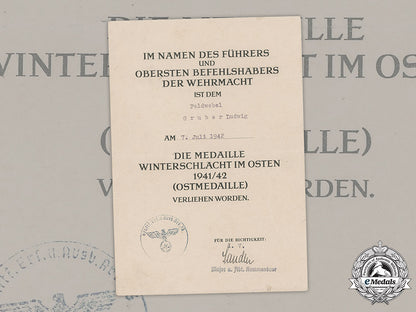 IM NAMEN DES FÜHRERS
UND
OBERSTEN BEFEHLSHABERS
DER WEHRMACHT
IST DEM
Feldwebel
Gruber Ludwig
AM 7. Juli 1942
DIE MEDAILLE
WINTERSCHLACHT IM OSTEN
1941/42
(OSTMEDAILLE)
VERLIEHEN WORDEN.
FÜR DIE RICHTIGKEIT:
Major u. Abt. Kommandeur